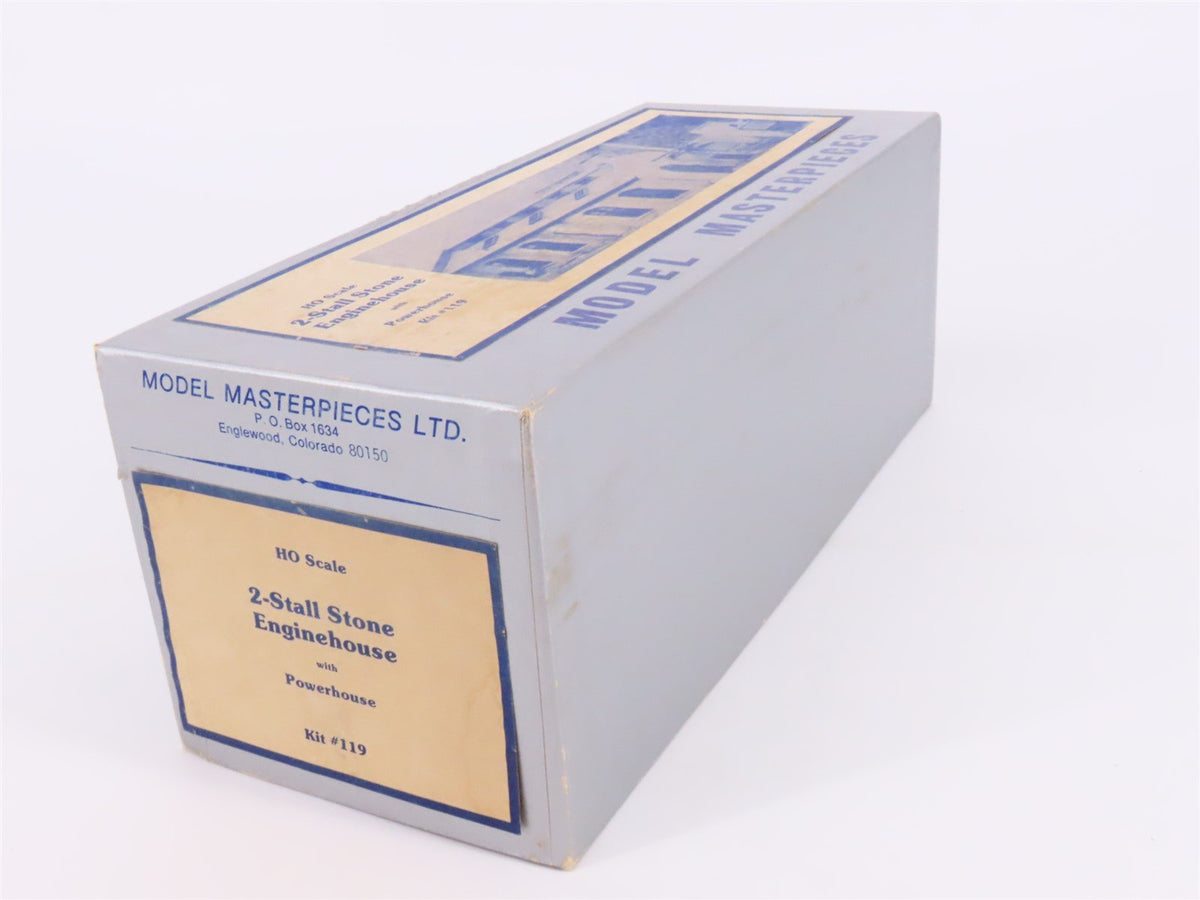 HO Scale
2-Stall Stone
Enginehouse
with
Powerhouse
Kit #119
MODEL MASTERPIECES
MODEL MASTERPIECES LTD.
P.O. Box 1634
Englewood, Colorado 80150
HO Scale
2-Stall Stone
Enginehouse
with
Powerhouse
Kit #119